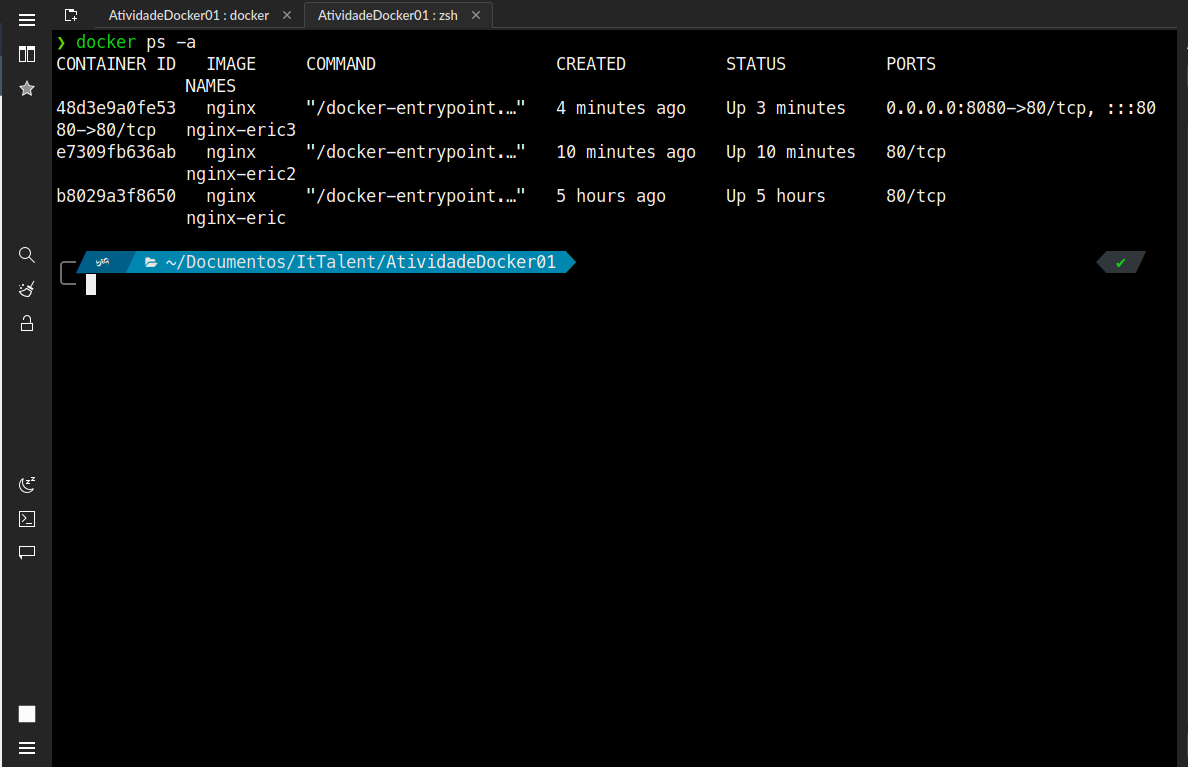 AtividadeDocker01 : docker
AtividadeDocker01 : zsh
❯ docker ps -a
CONTAINER ID   IMAGE     COMMAND                  CREATED          STATUS          PORTS
             NAMES
48d3e9a0fe53   nginx     "/docker-entrypoint.…"   4 minutes ago    Up 3 minutes    0.0.0.0:8080->80/tcp, :::80
80->80/tcp   nginx-eric3
e7309fb636ab   nginx     "/docker-entrypoint.…"   10 minutes ago   Up 10 minutes   80/tcp
             nginx-eric2
b8029a3f8650   nginx     "/docker-entrypoint.…"   5 hours ago      Up 5 hours      80/tcp
             nginx-eric
~/Documentos/ItTalent/AtividadeDocker01